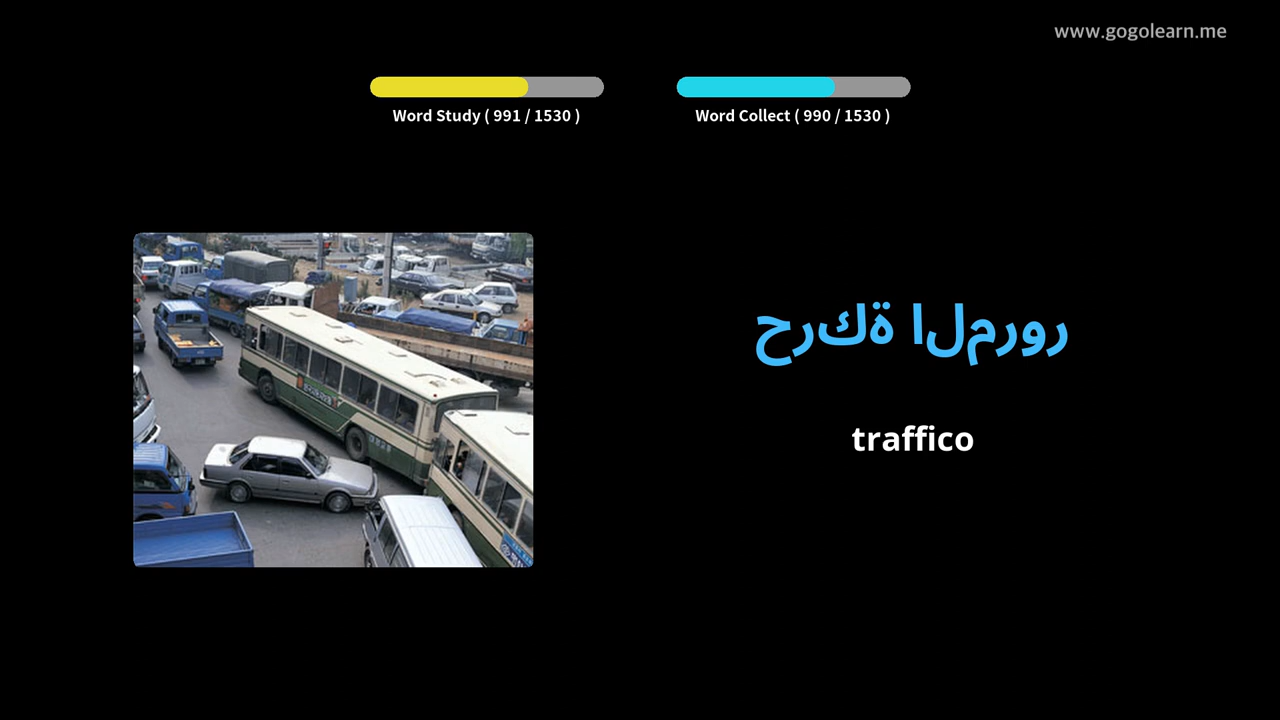 www.gogolearn.me
Word Study ( 991 / 1530 )
Word Collect ( 990 / 1530 )
حركة المرور
traffico